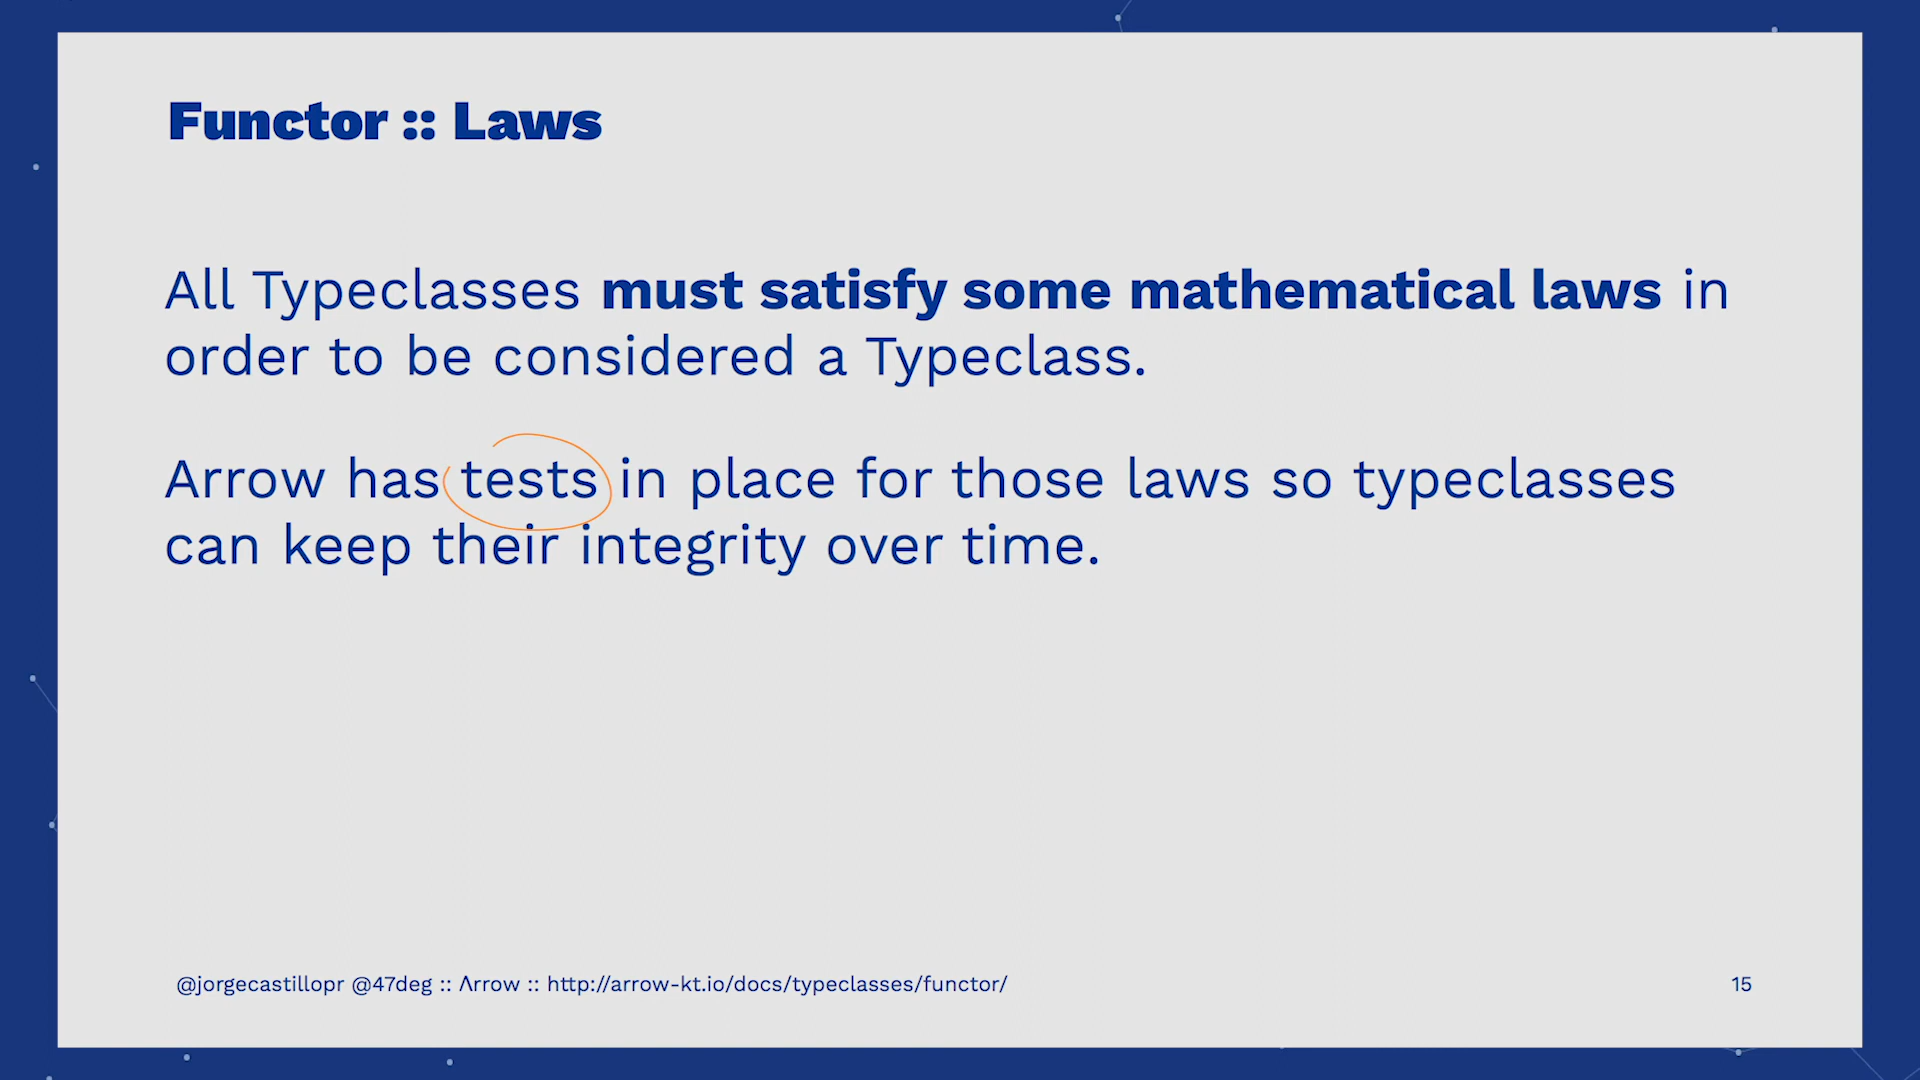 Functor :: Laws
All Typeclasses must satisfy some mathematical laws in
order to be considered a Typeclass.
Arrow has tests in place for those laws so typeclasses
can keep their integrity over time.
@jorgecastillopr @47deg :: Λrrow :: http://arrow-kt.io/docs/typeclasses/functor/
15